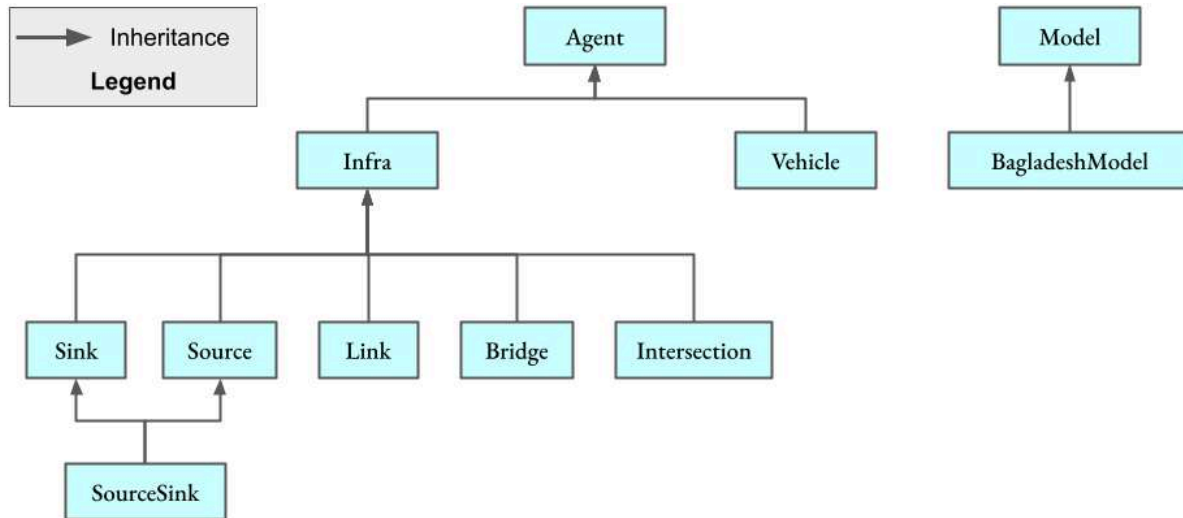 Inheritance
Legend
Agent
Model
Infra
Vehicle
BagladeshModel
Sink
Source
Link
Bridge
Intersection
SourceSink